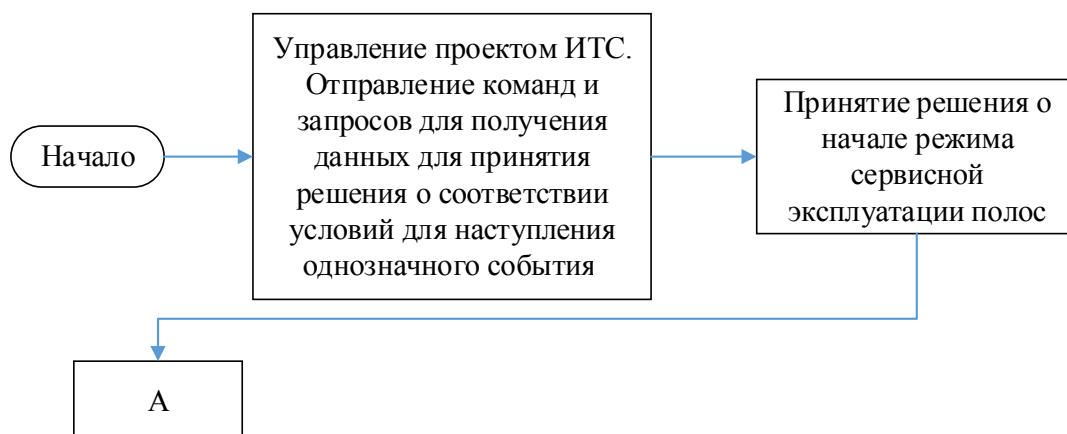 Начало
Управление проектом ИТС.
Отправление команд и
запросов для получения
данных для принятия
решения о соответствии
условий для наступления
однозначного события
Принятие решения о
начале режима
сервисной
эксплуатации полос
А